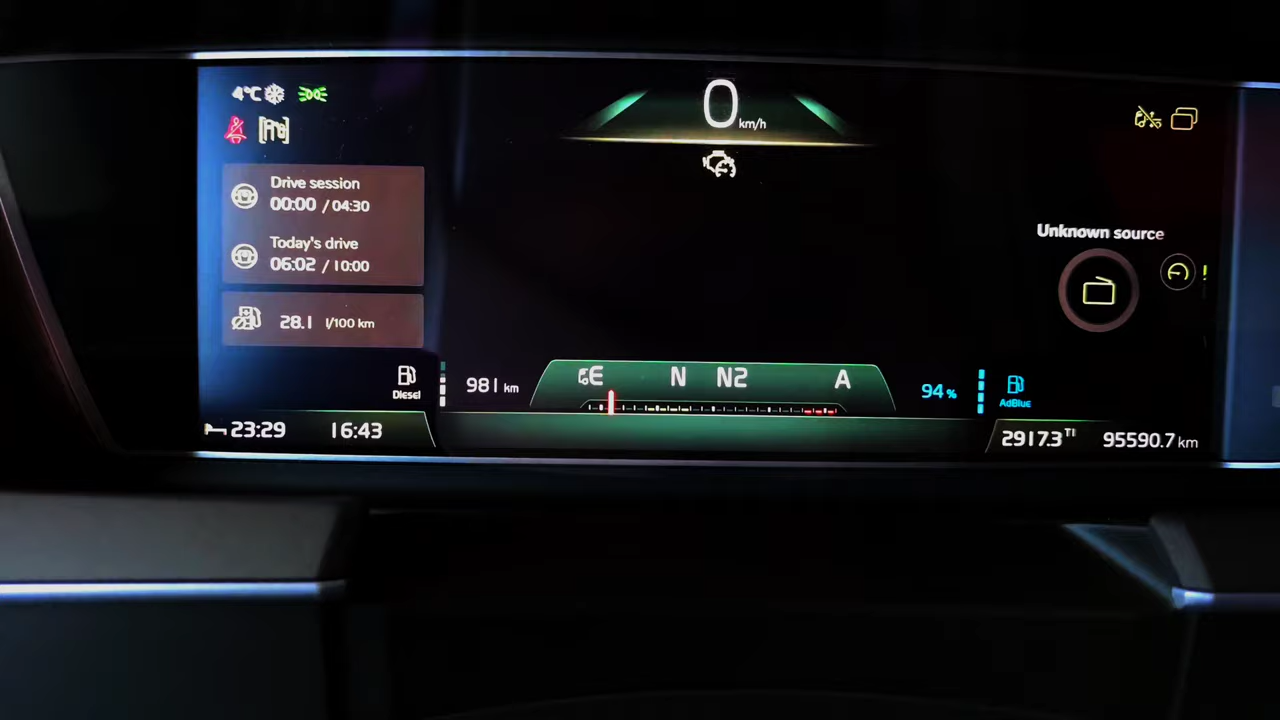 4°C
0 km/h
Drive session
00:00 / 04:30
Today's drive
06:02 / 10:00
28.1 l/100 km
Unknown source
Diesel
981 km
E N N2 A
94 %
AdBlue
23:29 16:43
2917.3 TI 95590.7 km